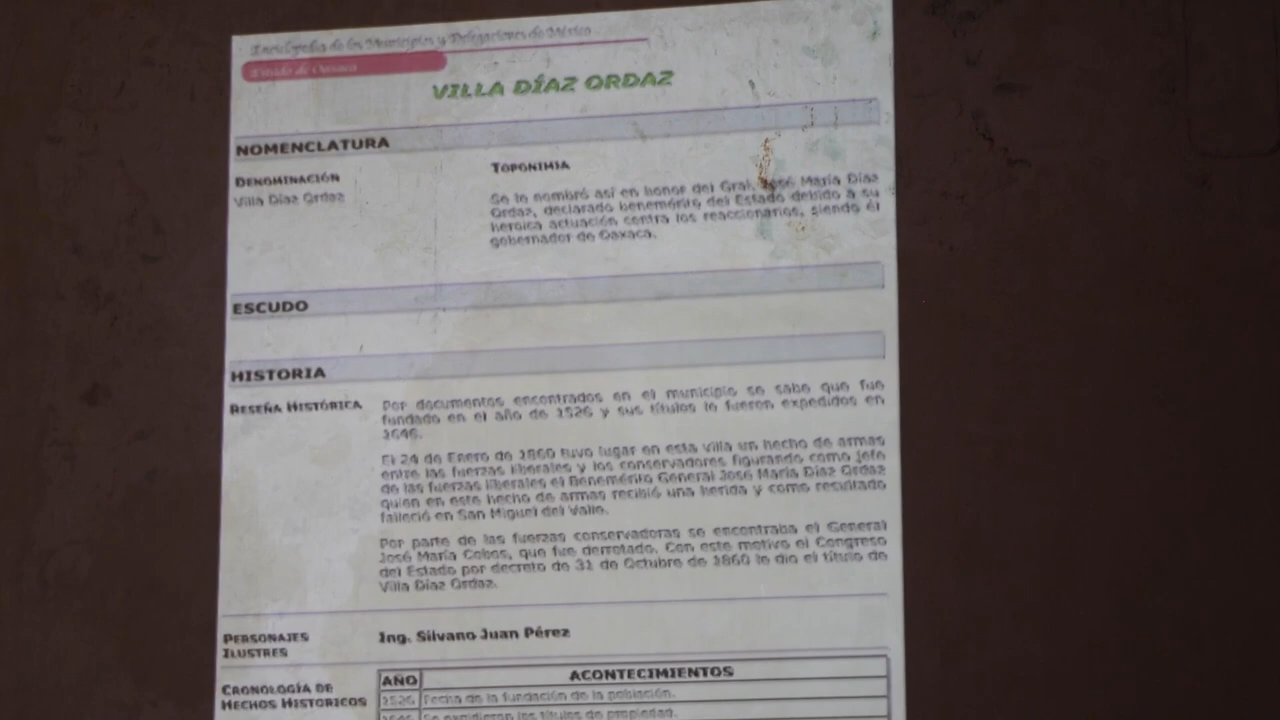 Enciclopedia de los Municipios y Delegaciones de México
Estado de Oaxaca
VILLA DÍAZ ORDAZ
NOMENCLATURA
DENOMINACIÓN
Villa Díaz Ordaz
TOPONIMIA
Se le nombró así en honor del Gral. José María Díaz
Ordaz, declarado benemérito del Estado debido a su
heroica actuación contra los reaccionarios, siendo él
gobernador de Oaxaca.
ESCUDO
HISTORIA
RESEÑA HISTÓRICA
Por documentos encontrados en el municipio se sabe que fue
fundado en el año de 1526 y sus títulos le fueron expedidos en
1646.
El 24 de Enero de 1860 tuvo lugar en esta villa un hecho de armas
entre las fuerzas liberales y los conservadores figurando como jefe
de las fuerzas liberales el Benemérito General José María Díaz Ordaz
quien en este hecho de armas recibió una herida y como resultado
falleció en San Miguel del Valle.
Por parte de las fuerzas conservadoras se encontraba el General
José María Cobos, que fue derrotado. Con este motivo el Congreso
del Estado por decreto de 31 de Octubre de 1860 le dio el título de
Villa Díaz Ordaz.
PERSONAJES
ILUSTRES
Ing. Silvano Juan Pérez
CRONOLOGÍA DE
HECHOS HISTORICOS
AÑO ACONTECIMIENTOS
1526 Fecha de la fundación de la población.
1646 Se expidieron los títulos de propiedad.